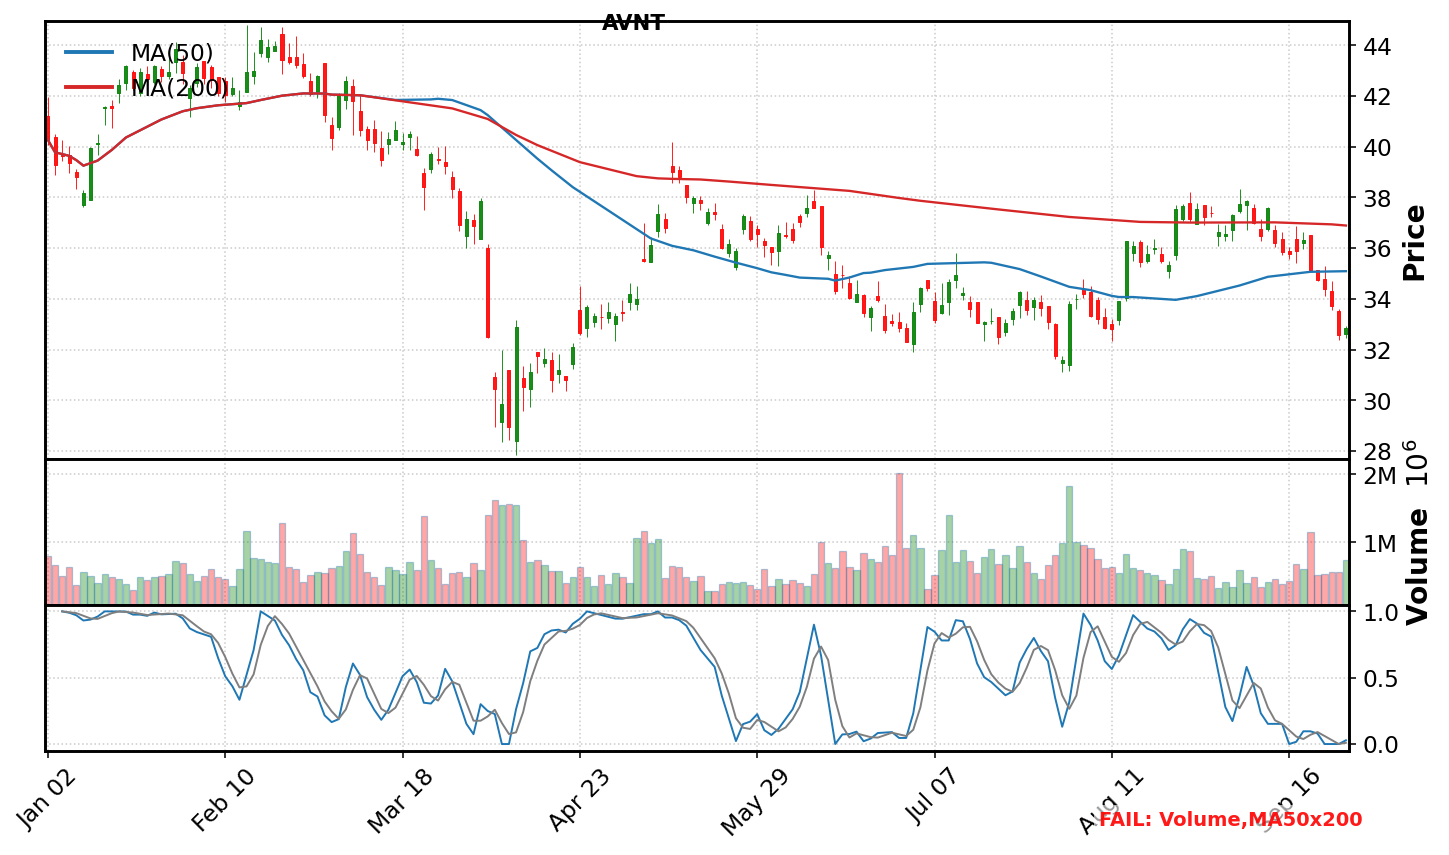 AVNT
MA(50)
MA(200)
44
42
40
38
36
34
32
30
28
Price
2M
1M
Volume 10^6
1.0
0.5
0.0
Jan 02
Feb 10
Mar 18
Apr 23
May 29
Jul 07
Aug 11
Sep 16
FAIL: Volume,MA50x200